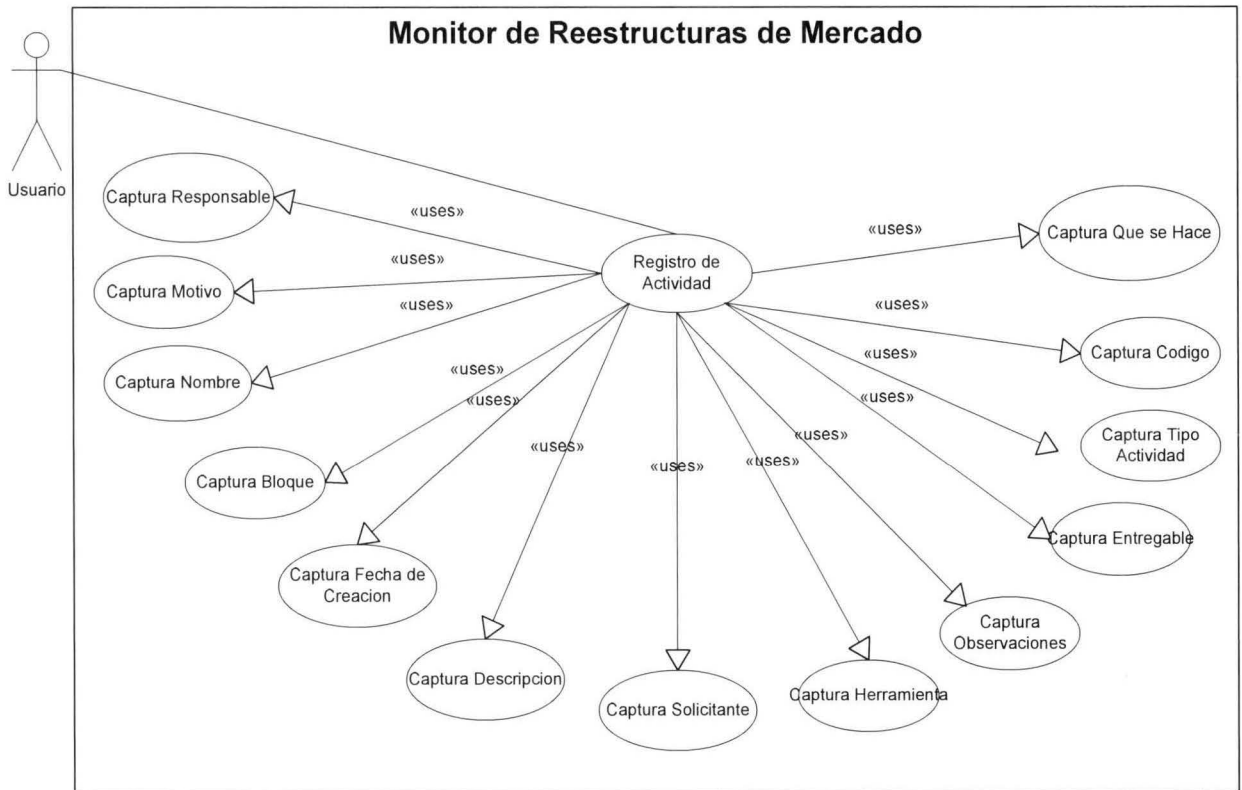 Monitor de Reestructuras de Mercado
Usuario
Captura Responsable
«uses»
Captura Motivo
«uses»
Captura Nombre
«uses»
Registro de
Actividad
«uses»
Captura Que se Hace
«uses»
Captura Codigo
«uses»
Captura Tipo
Actividad
«uses»
Captura Entregable
«uses»
Captura Bloque
«uses»
Captura Fecha de
Creacion
«uses»
Captura Descripcion
«uses»
Captura Solicitante
«uses»
Captura Herramienta
«uses»
Captura
Observaciones